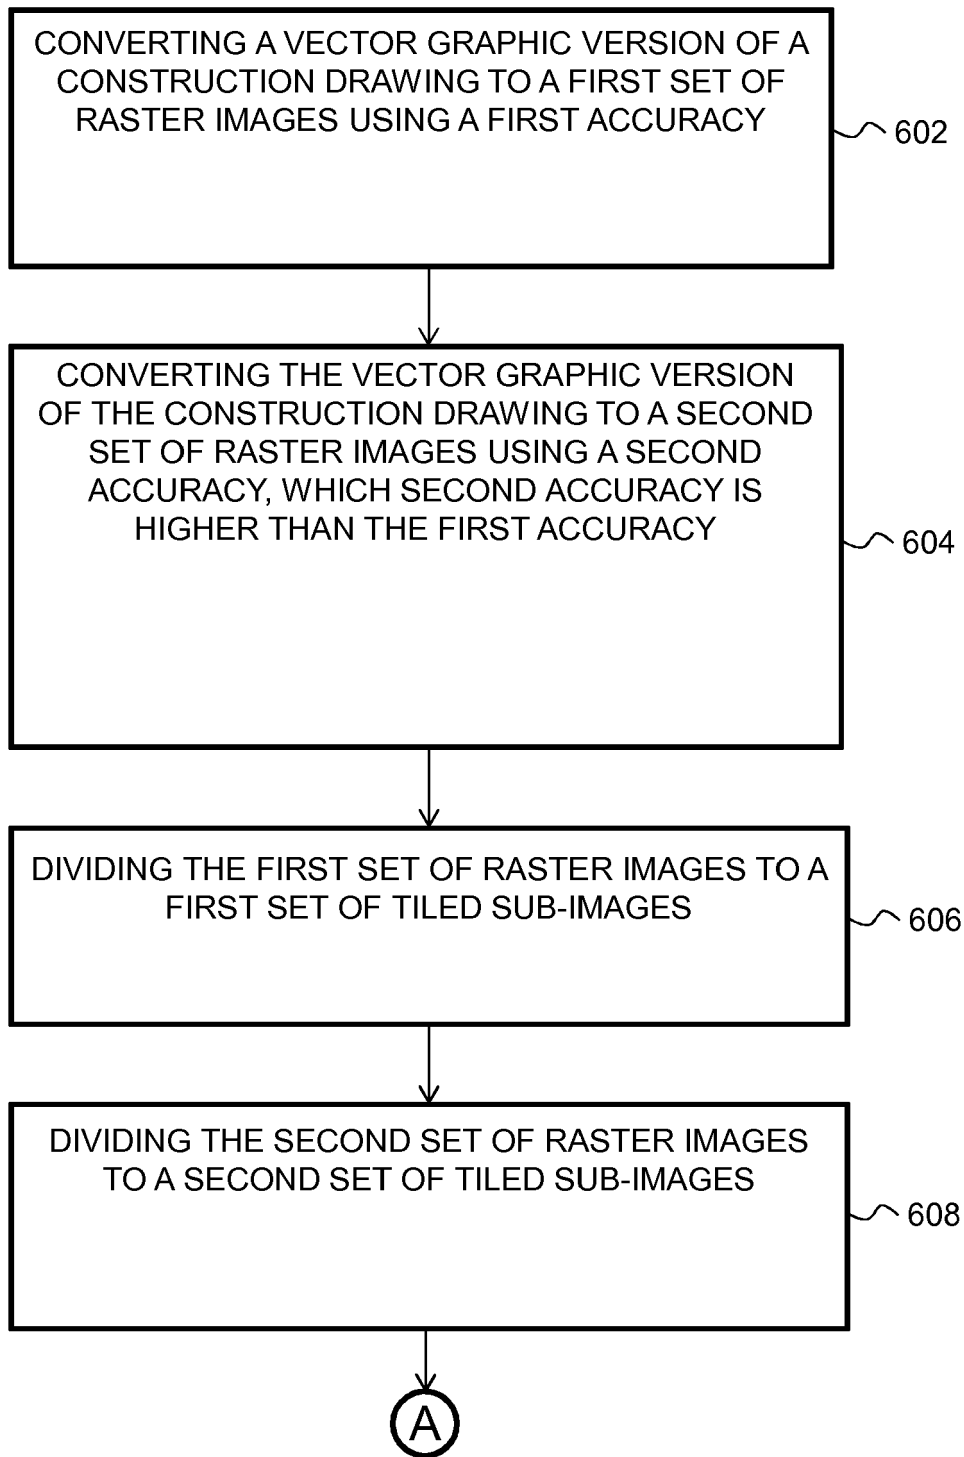 CONVERTING A VECTOR GRAPHIC VERSION OF A
CONSTRUCTION DRAWING TO A FIRST SET OF
RASTER IMAGES USING A FIRST ACCURACY
602
CONVERTING THE VECTOR GRAPHIC VERSION
OF THE CONSTRUCTION DRAWING TO A SECOND
SET OF RASTER IMAGES USING A SECOND
ACCURACY, WHICH SECOND ACCURACY IS
HIGHER THAN THE FIRST ACCURACY
604
DIVIDING THE FIRST SET OF RASTER IMAGES TO A
FIRST SET OF TILED SUB-IMAGES
606
DIVIDING THE SECOND SET OF RASTER IMAGES
TO A SECOND SET OF TILED SUB-IMAGES
608
A